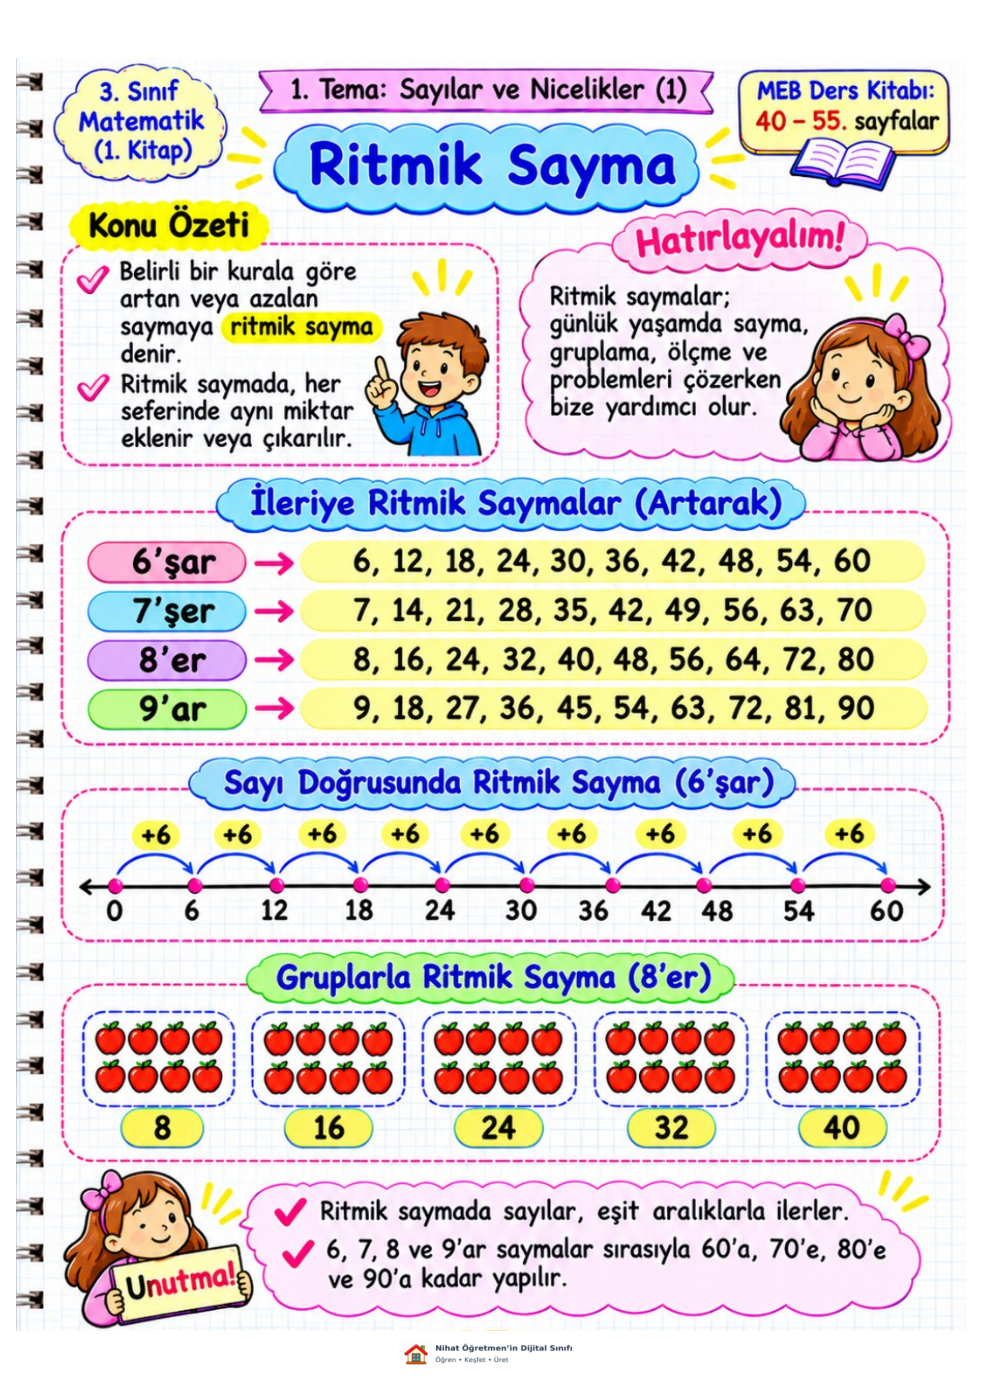 3. Sınıf
Matematik
(1. Kitap)
1. Tema: Sayılar ve Nicelikler (1)
MEB Ders Kitabı:
40 – 55. sayfalar
Ritmik Sayma
Konu Özeti
Belirli bir kurala göre
artan veya azalan
saymaya ritmik sayma
denir.
Ritmik saymada, her
seferinde aynı miktar
eklenir veya çıkarılır.
Hatırlayalım!
Ritmik saymalar;
günlük yaşamda sayma,
gruplama, ölçme ve
problemleri çözerken
bize yardımcı olur.
İleriye Ritmik Saymalar (Artarak)
6'şar 6, 12, 18, 24, 30, 36, 42, 48, 54, 60
7'şer 7, 14, 21, 28, 35, 42, 49, 56, 63, 70
8'er 8, 16, 24, 32, 40, 48, 56, 64, 72, 80
9'ar 9, 18, 27, 36, 45, 54, 63, 72, 81, 90
Sayı Doğrusunda Ritmik Sayma (6'şar)
+6 +6 +6 +6 +6 +6 +6 +6 +6
0 6 12 18 24 30 36 42 48 54 60
Gruplarla Ritmik Sayma (8'er)
8 16 24 32 40
Unutma!
Ritmik saymada sayılar, eşit aralıklarla ilerler.
6, 7, 8 ve 9'ar saymalar sırasıyla 60'a, 70'e, 80'e
ve 90'a kadar yapılır.
Nihat Öğretmen'in Dijital Sınıfı
Öğren • Keşfet • Üret